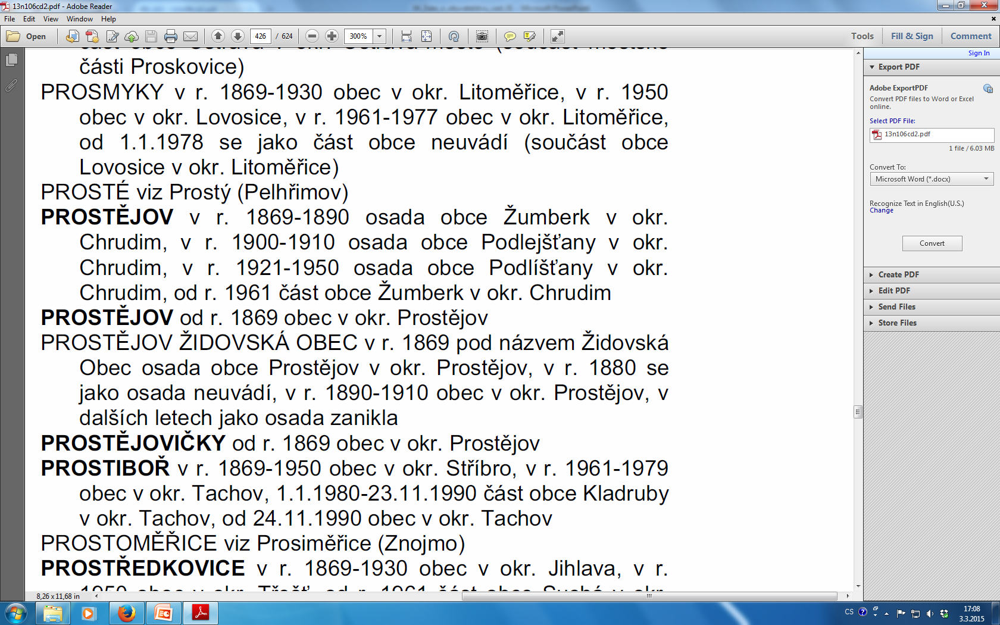 13n106cd2.pdf - Adobe Reader
File Edit View Window Help
Open 426 / 624 300% Tools Fill & Sign Comment
části Proskovice)
PROSMYKY v r. 1869-1930 obec v okr. Litoměřice, v r. 1950
obec v okr. Lovosice, v r. 1961-1977 obec v okr. Litoměřice,
od 1.1.1978 se jako část obce neuvádí (součást obce
Lovosice v okr. Litoměřice)
PROSTÉ viz Prostý (Pelhřimov)
PROSTĚJOV v r. 1869-1890 osada obce Žumberk v okr.
Chrudim, v r. 1900-1910 osada obce Podlejšťany v okr.
Chrudim, v r. 1921-1950 osada obce Podlíšťany v okr.
Chrudim, od r. 1961 část obce Žumberk v okr. Chrudim
PROSTĚJOV od r. 1869 obec v okr. Prostějov
PROSTĚJOV ŽIDOVSKÁ OBEC v r. 1869 pod názvem Židovská
Obec osada obce Prostějov v okr. Prostějov, v r. 1880 se
jako osada neuvádí, v r. 1890-1910 obec v okr. Prostějov, v
dalších letech jako osada zanikla
PROSTĚJOVIČKY od r. 1869 obec v okr. Prostějov
PROSTIBOŘ v r. 1869-1950 obec v okr. Stříbro, v r. 1961-1979
obec v okr. Tachov, 1.1.1980-23.11.1990 část obce Kladruby
v okr. Tachov, od 24.11.1990 obec v okr. Tachov
PROSTOMĚŘICE viz Prosiměřice (Znojmo)
PROSTŘEDKOVICE v r. 1869-1930 obec v okr. Jihlava, v r.
1950 obec v okr. Třešť, od r. 1961 část obce Suchá v okr.
8,26 x 11,68 in
Sign In
Export PDF
Adobe ExportPDF
Convert PDF files to Word or Excel
online.
Select PDF File:
13n106cd2.pdf
1 file / 6.03 MB
Convert To:
Microsoft Word (*.docx)
Recognize Text in English(U.S.)
Change
Convert
Create PDF
Edit PDF
Send Files
Store Files
CS
17:08
3.3.2015